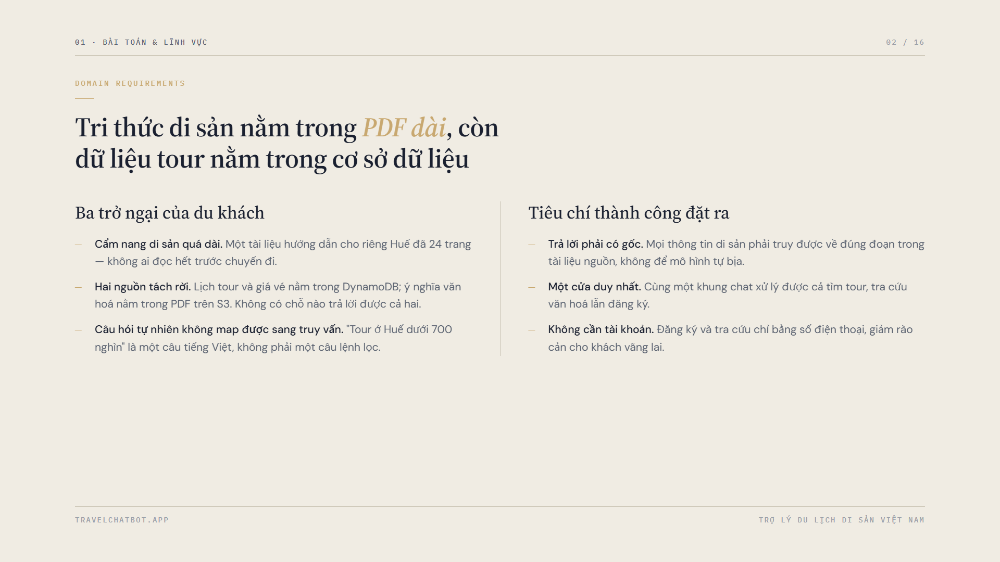 01 · BÀI TOÁN & LĨNH VỰC
02 / 16
DOMAIN REQUIREMENTS
Tri thức di sản nằm trong PDF dài, còn
dữ liệu tour nằm trong cơ sở dữ liệu
Ba trở ngại của du khách
— Cẩm nang di sản quá dài. Một tài liệu hướng dẫn cho riêng Huế đã 24 trang
— không ai đọc hết trước chuyến đi.
— Hai nguồn tách rời. Lịch tour và giá vé nằm trong DynamoDB; ý nghĩa văn
hoá nằm trong PDF trên S3. Không có chỗ nào trả lời được cả hai.
— Câu hỏi tự nhiên không map được sang truy vấn. "Tour ở Huế dưới 700
nghìn" là một câu tiếng Việt, không phải một câu lệnh lọc.
Tiêu chí thành công đặt ra
— Trả lời phải có gốc. Mọi thông tin di sản phải truy được về đúng đoạn trong
tài liệu nguồn, không để mô hình tự bịa.
— Một cửa duy nhất. Cùng một khung chat xử lý được cả tìm tour, tra cứu
văn hoá lẫn đăng ký.
— Không cần tài khoản. Đăng ký và tra cứu chỉ bằng số điện thoại, giảm rào
cản cho khách vãng lai.
TRAVELCHATBOT.APP
TRỢ LÝ DU LỊCH DI SẢN VIỆT NAM